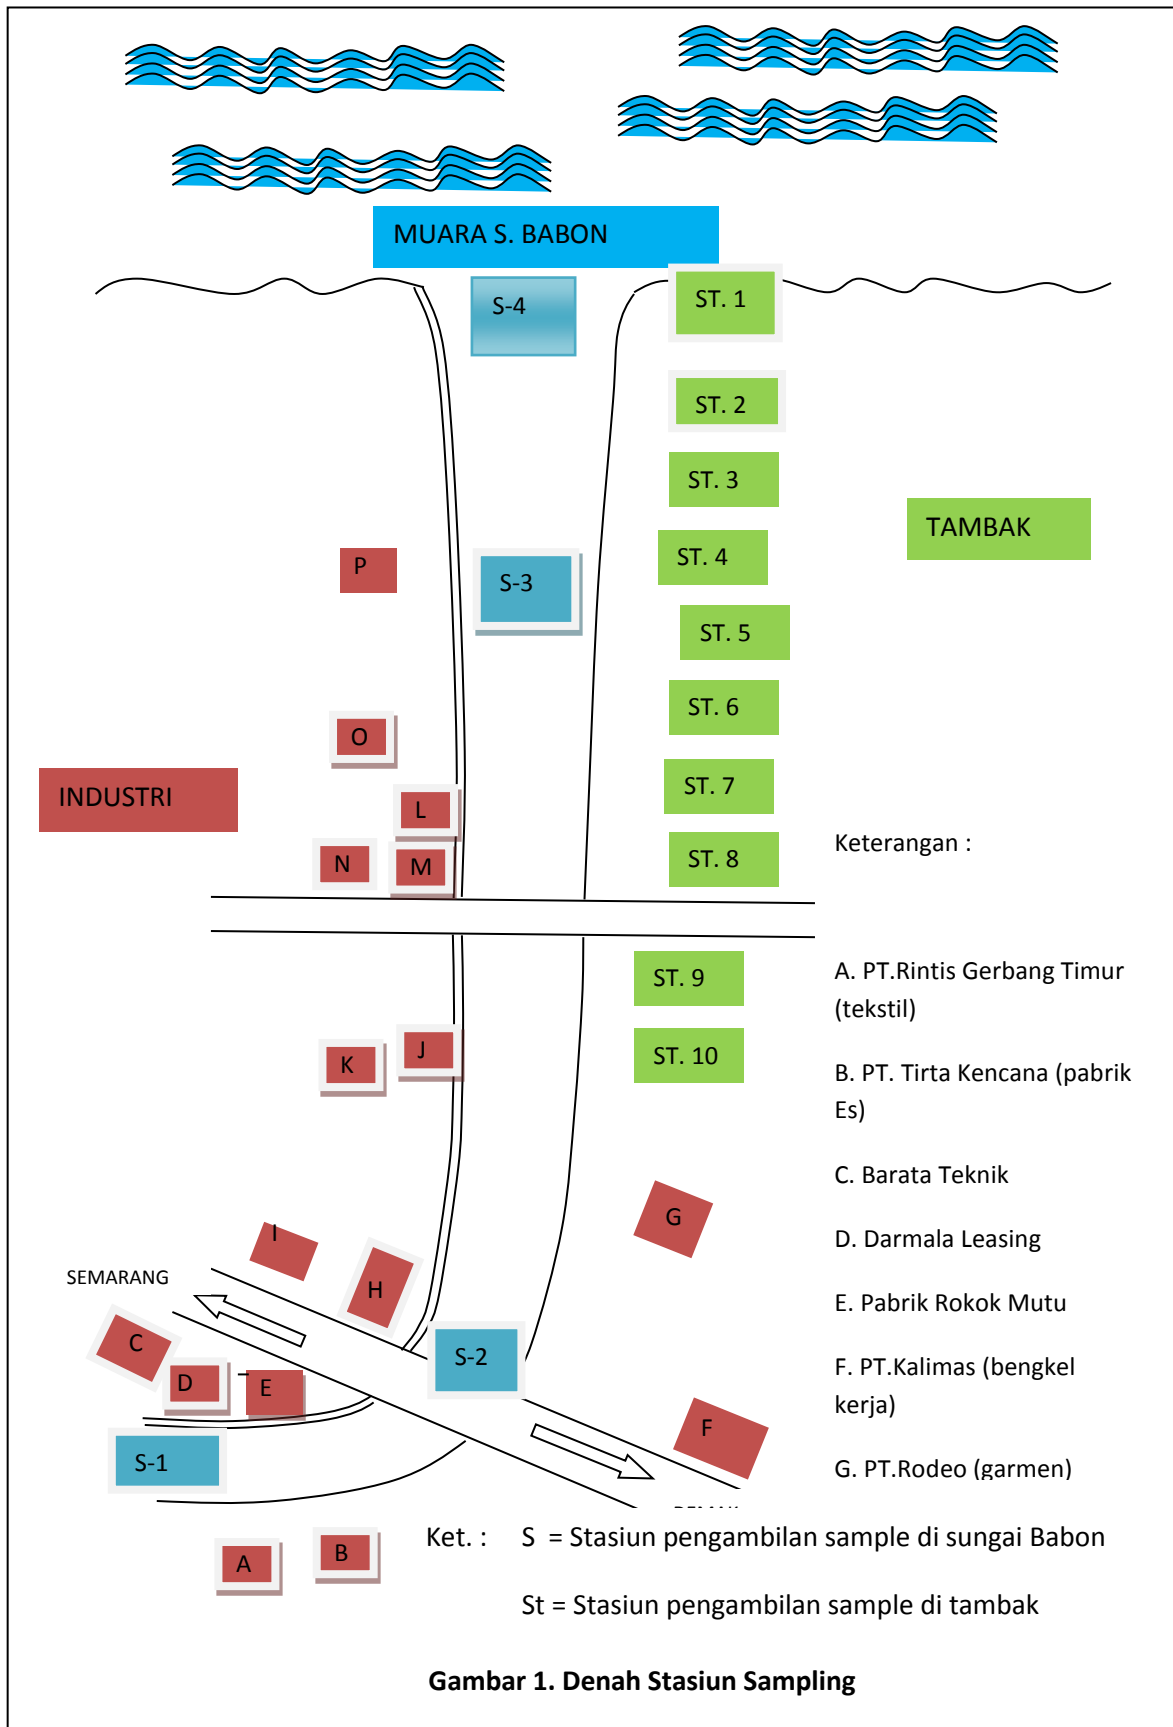 MUARA S. BABON
S-4
ST. 1
ST. 2
ST. 3
TAMBAK
ST. 4
P
S-3
ST. 5
ST. 6
O
INDUSTRI
ST. 7
L
Keterangan :
N
M
ST. 8
ST. 9
A. PT.Rintis Gerbang Timur
(tekstil)
K
J
ST. 10
B. PT. Tirta Kencana (pabrik
Es)
C. Barata Teknik
G
I
D. Darmala Leasing
SEMARANG
H
E. Pabrik Rokok Mutu
C
S-2
D
E
F. PT.Kalimas (bengkel
kerja)
F
S-1
G. PT.Rodeo (garmen)
A
B
Ket. : S = Stasiun pengambilan sample di sungai Babon
St = Stasiun pengambilan sample di tambak
Gambar 1. Denah Stasiun Sampling